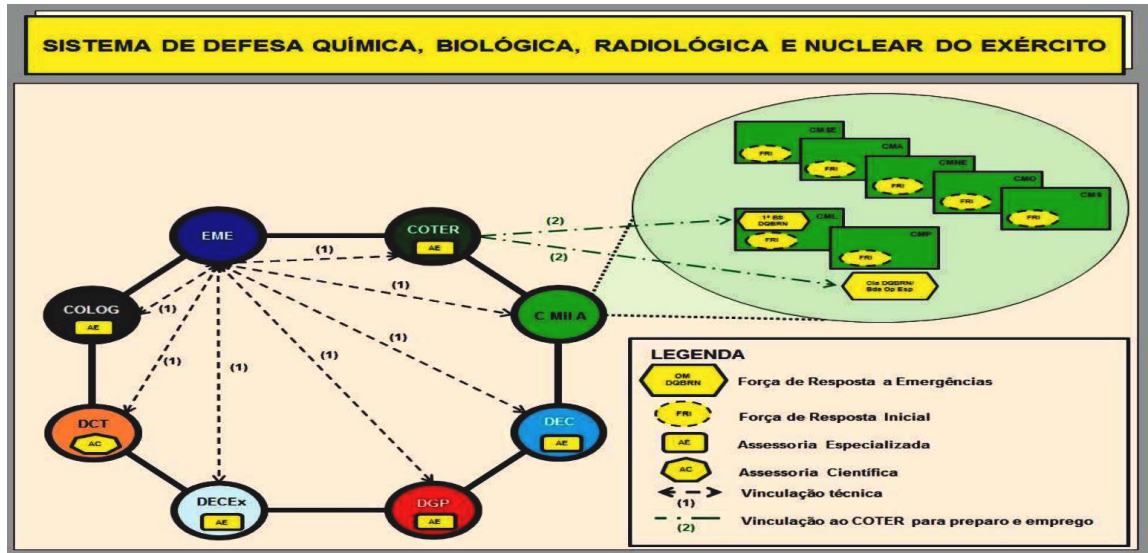 SISTEMA DE DEFESA QUÍMICA, BIOLÓGICA, RADIOLÓGICA E NUCLEAR DO EXÉRCITO
CMSE
FRI
CMA
FRI
CMNE
FRI
CMO
FRI
CMS
FRI
1º Btl
DQBRN
CML
FRI
CMP
FRI
Cia DQBRN/
Bda Op Esp
EME
COTER
AE
(2)
(2)
(1)
(1)
COLOG
AE
C Mil A
(1)
(1)
(1)
(1)
(1)
DCT
AC
DEC
AE
DECEx
AE
DGP
AE
LEGENDA
OM
DQBRN
Força de Resposta a Emergências
FRI
Força de Resposta Inicial
AE
Assessoria Especializada
AC
Assessoria Científica
(1)
Vinculação técnica
(2)
Vinculação ao COTER para preparo e emprego